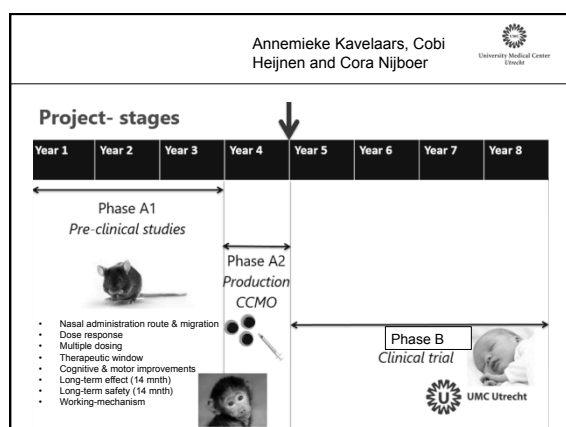 Annemieke Kavelaars, Cobi
Heijnen and Cora Nijboer
UMC
University Medical Center
Utrecht
Project- stages
Year 1 Year 2 Year 3 Year 4 Year 5 Year 6 Year 7 Year 8
Phase A1
Pre-clinical studies
Phase A2
Production
CCMO
• Nasal administration route & migration
• Dose response
• Multiple dosing
• Therapeutic window
• Cognitive & motor improvements
• Long-term effect (14 mnth)
• Long-term safety (14 mnth)
• Working-mechanism
Phase B
Clinical trial
UMC Utrecht